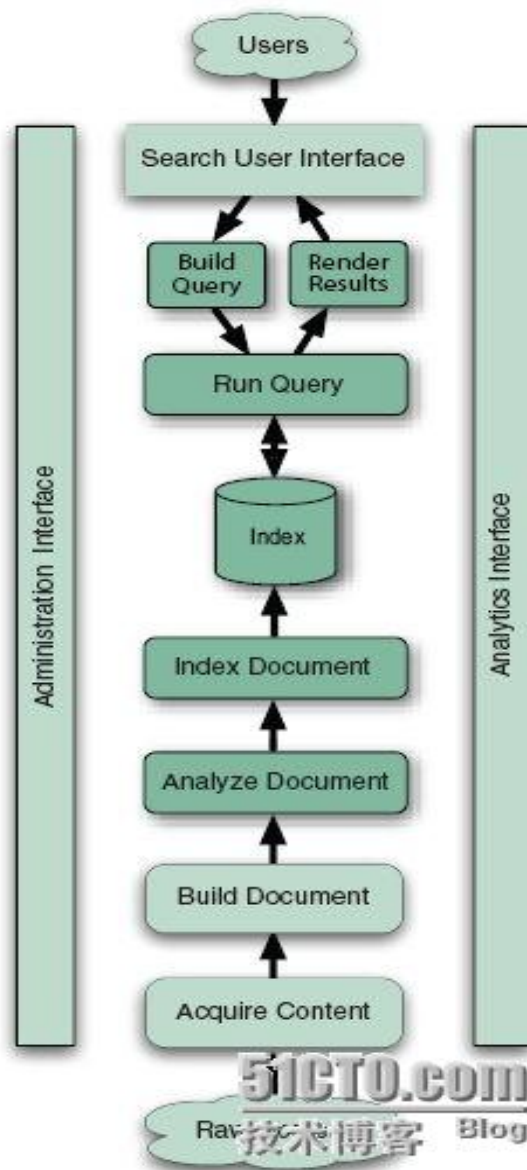 Users
Search User Interface
Build
Query
Render
Results
Run Query
Index
Administration Interface
Analytics Interface
Index Document
Analyze Document
Build Document
Acquire Content
51CTO.com
技术博客 Blog